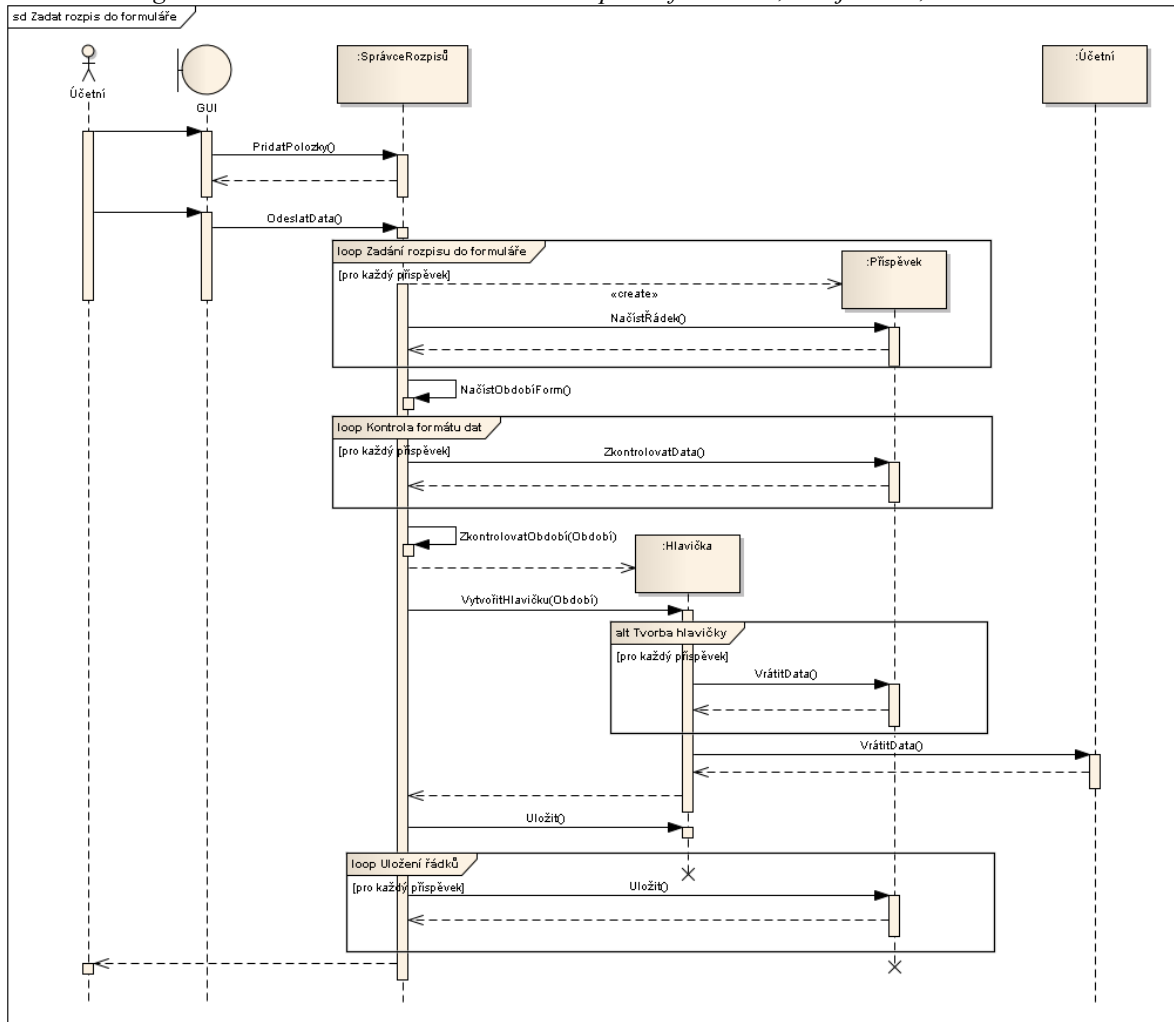 sd Zadat rozpis do formuláře
:SprávceRozpisů
:Účetní
Účetní
GUI
PridatPolozky()
OdeslatData()
loop Zadání rozpisu do formuláře
:Příspěvek
[pro každý příspěvek]
«create»
NačístŘádek()
NačístObdobíForm()
loop Kontrola formátu dat
[pro každý příspěvek]
ZkontrolovatData()
ZkontrolovatObdobí(Období)
:Hlavička
VytvořitHlavičku(Období)
alt Tvorba hlavičky
[pro každý příspěvek]
VrátitData()
VrátitData()
Uložit()
loop Uložení řádků
[pro každý příspěvek]
Uložit()